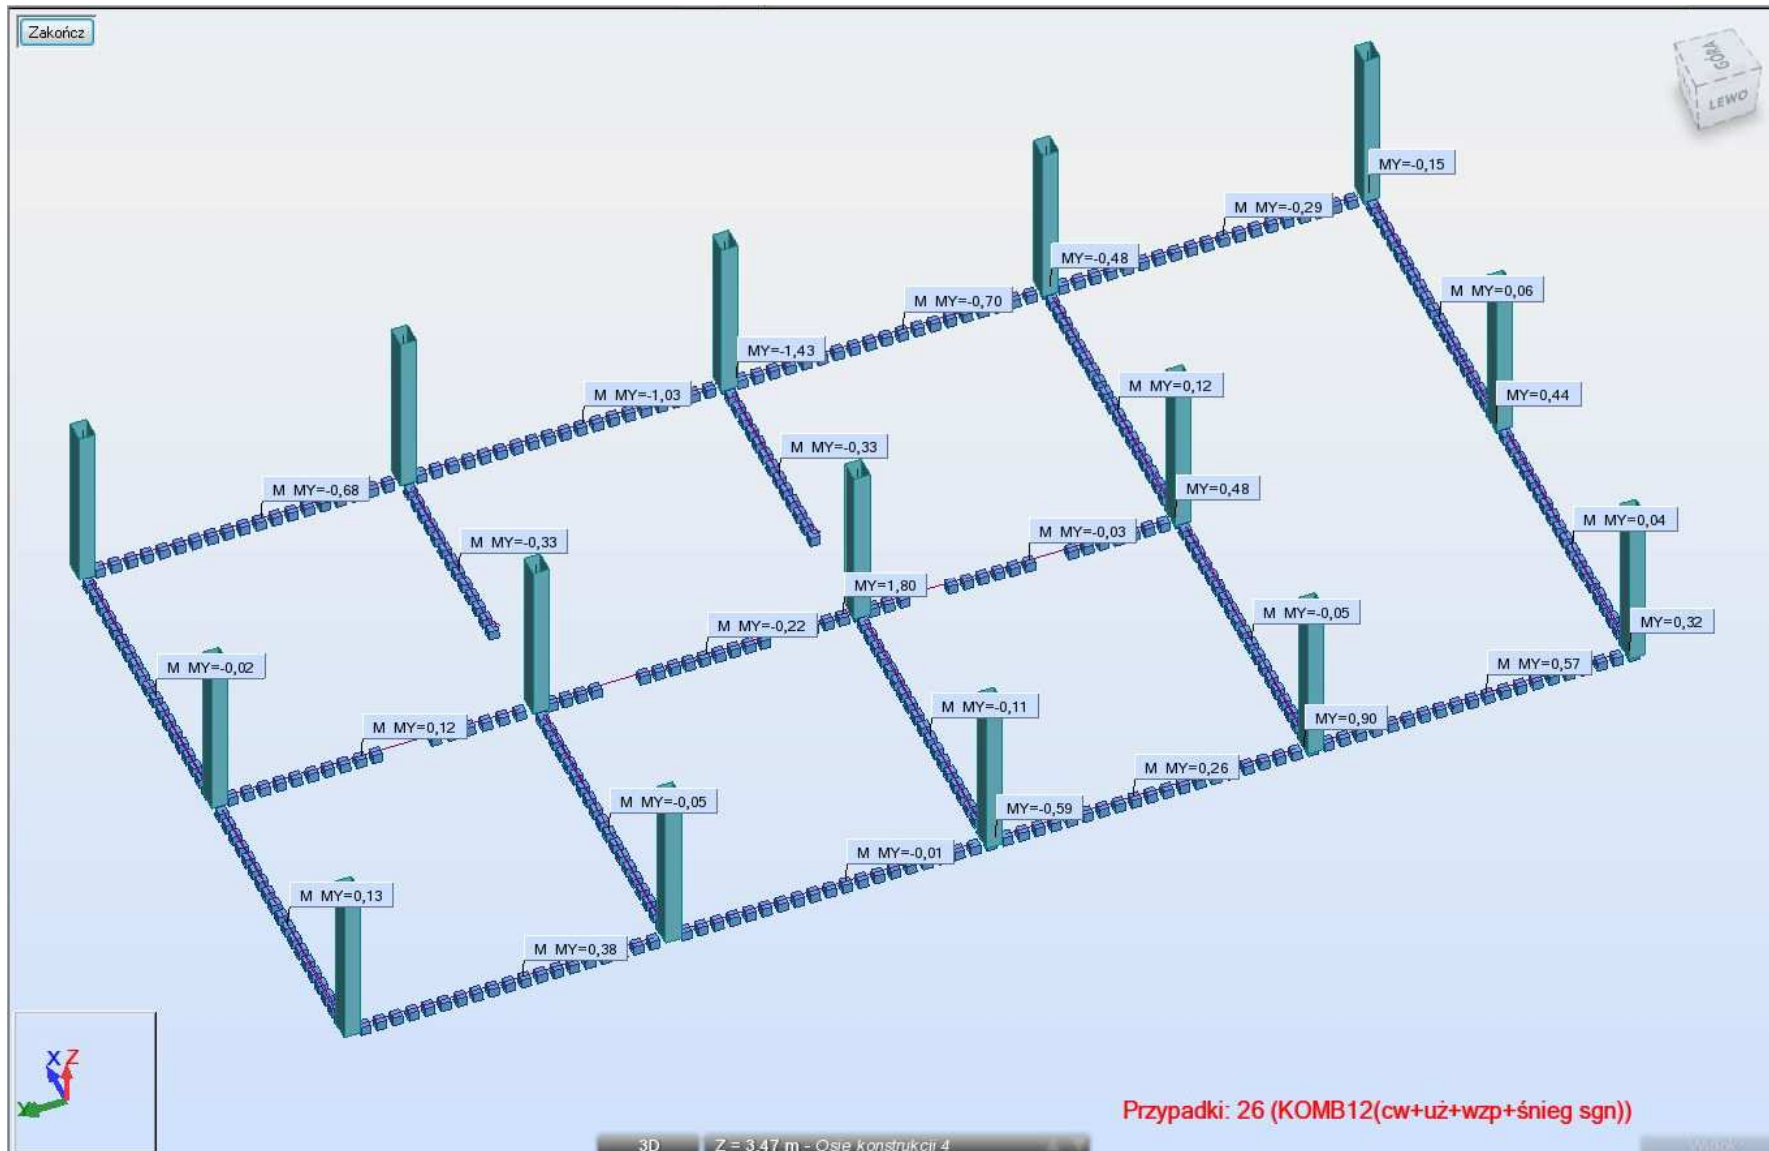 Zakończ
GÓRA
LEWO
MY=-0,15
M MY=-0,29
MY=-0,48
M MY=0,06
M MY=-0,70
MY=-1,43
M MY=0,12
MY=0,44
M MY=-1,03
M MY=-0,33
MY=0,48
M MY=-0,68
M MY=0,04
M MY=-0,03
M MY=-0,33
MY=1,80
M MY=-0,05
MY=0,32
M MY=-0,22
M MY=0,57
M MY=-0,02
M MY=-0,11
MY=0,90
M MY=0,12
M MY=0,26
M MY=-0,05
MY=-0,59
M MY=-0,01
M MY=0,13
M MY=0,38
X Z
Y
Przypadki: 26 (KOMB12(cw+uż+wzp+śnieg sgn))
3D
Z = 3,47 m - Osie konstrukcji 4